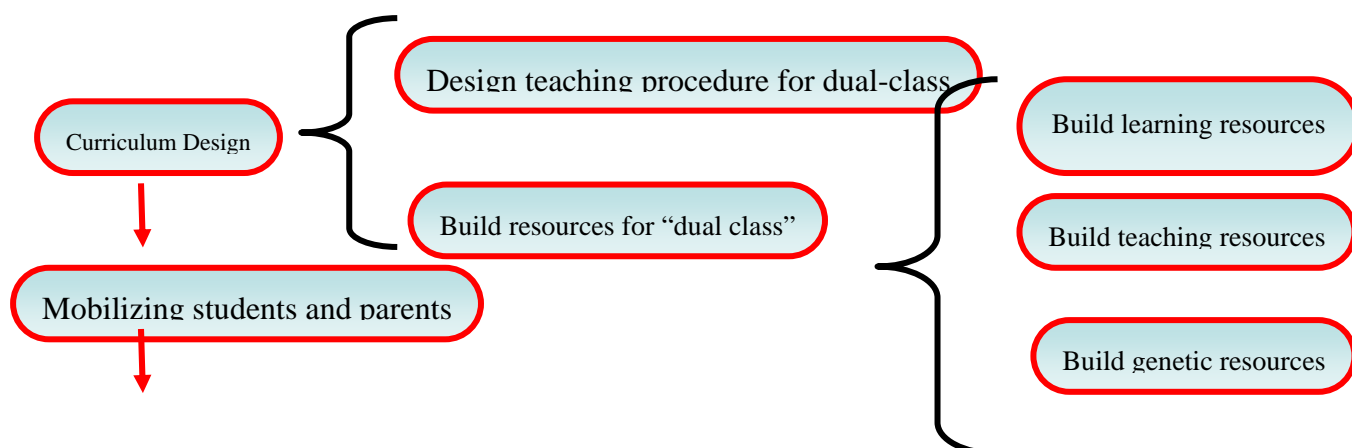 Design teaching procedure for dual-class
Build learning resources
Curriculum Design
Build resources for “dual class”
Build teaching resources
Mobilizing students and parents
Build genetic resources